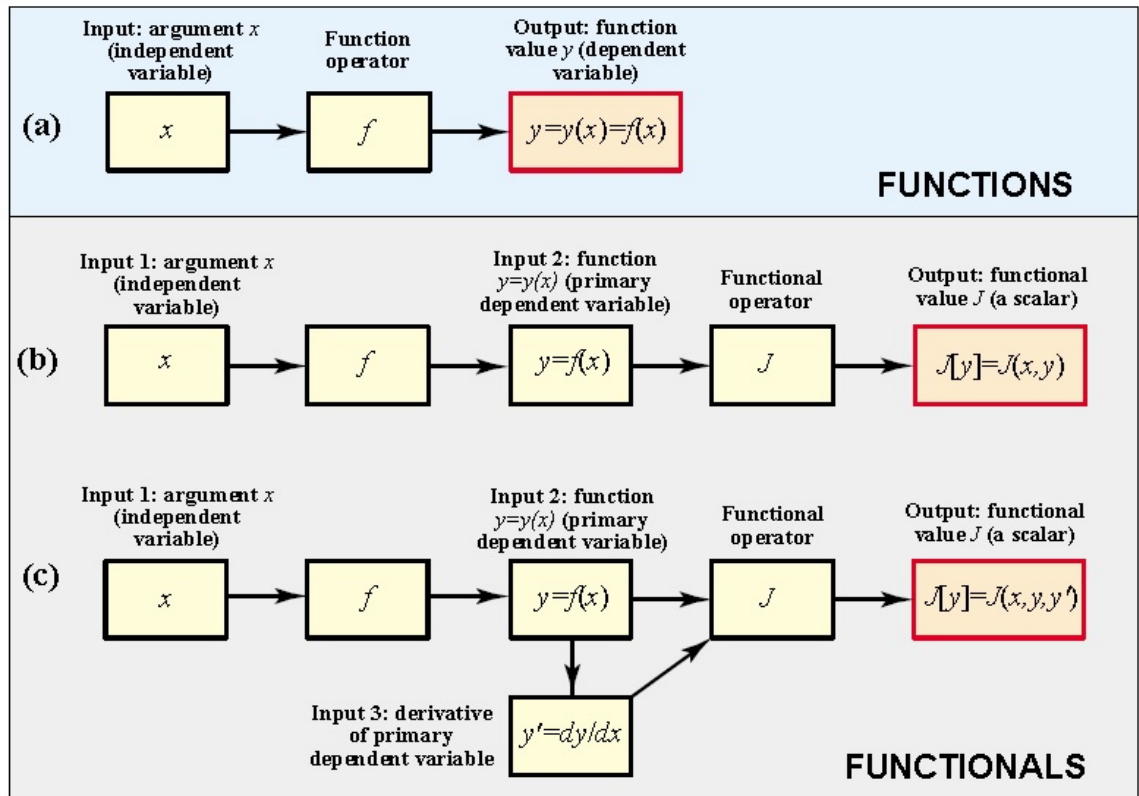 Input: argument x
(independent
variable)
Function
operator
Output: function
value y (dependent
variable)
(a)
x
f
y=y(x)=f(x)
FUNCTIONS
Input 1: argument x
(independent
variable)
Input 2: function
y=y(x) (primary
dependent variable)
Functional
operator
Output: functional
value J (a scalar)
(b)
x
f
y=f(x)
J
J[y]=J(x,y)
Input 1: argument x
(independent
variable)
Input 2: function
y=y(x) (primary
dependent variable)
Functional
operator
Output: functional
value J (a scalar)
(c)
x
f
y=f(x)
J
J[y]=J(x,y,y')
Input 3: derivative
of primary
dependent variable
y'=dy/dx
FUNCTIONALS